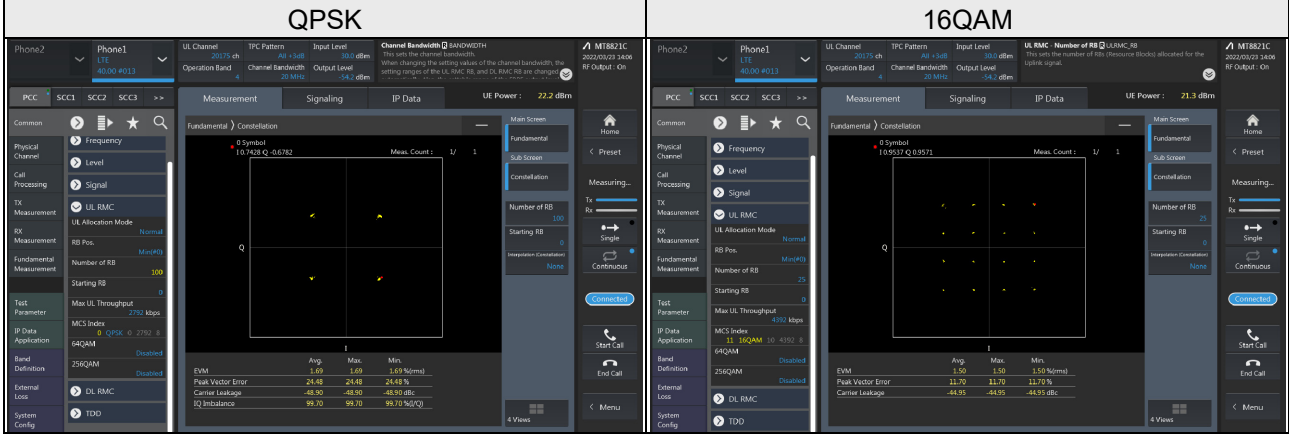 QPSK
16QAM
Phone2
Phone1
LTE
40.00 #013
UL Channel
20175 ch
Operation Band
4
TPC Pattern
All +3dB
Channel Bandwidth
20 MHz
Input Level
30.0 dBm
Output Level
-54.2 dBm
Channel Bandwidth R BANDWIDTH
This sets the channel bandwidth.
When changing the setting values of the channel bandwidth, the
setting ranges of the UL RMC RB, and DL RMC RB are changed
MT8821C
2022/03/23 14:06
RF Output : On
PCC SCC1 SCC2 SCC3 >>
Measurement Signaling IP Data
UE Power : 22.2 dBm
Common
Physical
Channel
Call
Processing
TX
Measurement
RX
Measurement
Fundamental
Measurement
Test
Parameter
IP Data
Application
Band
Definition
External
Loss
System
Config
Frequency
Level
Signal
UL RMC
UL Allocation Mode
Normal
RB Pos.
Min(#0)
Number of RB
100
Starting RB
0
Max UL Throughput
2792 kbps
MCS Index
0 QPSK 0 2792 8
64QAM
Disabled
256QAM
Disabled
DL RMC
TDD
Fundamental > Constellation
0 Symbol
I 0.7428 Q -0.6782
Meas. Count : 1/ 1
Q
I
Avg. Max. Min.
EVM 1.69 1.69 1.69 %(rms)
Peak Vector Error 24.48 24.48 24.48 %
Carrier Leakage -48.90 -48.90 -48.90 dBc
IQ Imbalance 99.70 99.70 99.70 %(I/Q)
Main Screen
Fundamental
Sub Screen
Constellation
Number of RB
100
Starting RB
0
Interpolation (Constellation)
None
4 Views
Home
< Preset
Measuring...
Tx
Rx
Single
Continuous
Connected
Start Call
End Call
< Menu
Phone2
Phone1
LTE
40.00 #013
UL Channel
20175 ch
Operation Band
4
TPC Pattern
All +3dB
Channel Bandwidth
20 MHz
Input Level
30.0 dBm
Output Level
-54.2 dBm
UL RMC - Number of RB R ULRMC_RB
This sets the number of RBs (Resource Blocks) allocated for the
Uplink signal.
MT8821C
2022/03/23 14:06
RF Output : On
PCC SCC1 SCC2 SCC3 >>
Measurement Signaling IP Data
UE Power : 21.3 dBm
Common
Physical
Channel
Call
Processing
TX
Measurement
RX
Measurement
Fundamental
Measurement
Test
Parameter
IP Data
Application
Band
Definition
External
Loss
System
Config
Frequency
Level
Signal
UL RMC
UL Allocation Mode
Normal
RB Pos.
Min(#0)
Number of RB
25
Starting RB
0
Max UL Throughput
4392 kbps
MCS Index
11 16QAM 10 4392 8
64QAM
Disabled
256QAM
Disabled
DL RMC
TDD
Fundamental > Constellation
0 Symbol
I 0.9537 Q 0.9571
Meas. Count : 1/ 1
Q
I
Avg. Max. Min.
EVM 1.50 1.50 1.50 %(rms)
Peak Vector Error 11.70 11.70 11.70 %
Carrier Leakage -44.95 -44.95 -44.95 dBc
Main Screen
Fundamental
Sub Screen
Constellation
Number of RB
25
Starting RB
0
Interpolation (Constellation)
None
4 Views
Home
< Preset
Measuring...
Tx
Rx
Single
Continuous
Connected
Start Call
End Call
< Menu